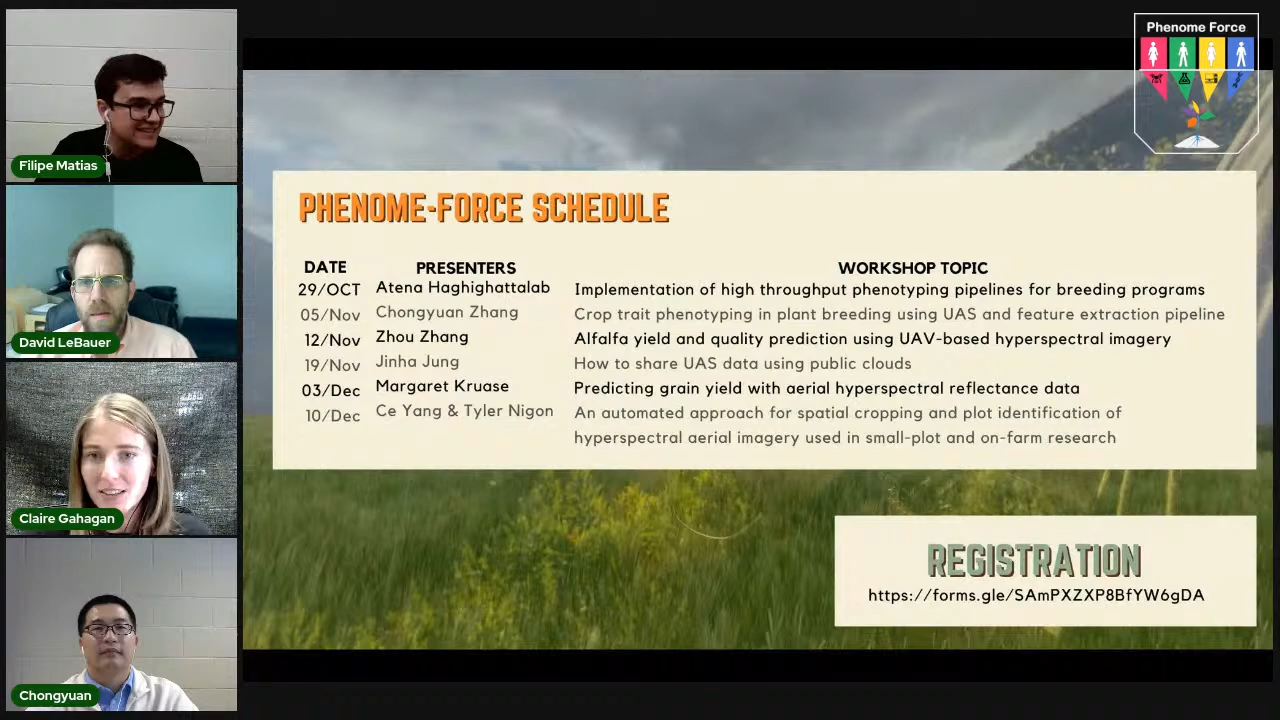 Phenome Force
Filipe Matias
David LeBauer
Claire Gahagan
Chongyuan
PHENOME-FORCE SCHEDULE
DATE PRESENTERS WORKSHOP TOPIC
29/OCT Atena Haghighattalab Implementation of high throughput phenotyping pipelines for breeding programs
05/Nov Chongyuan Zhang Crop trait phenotyping in plant breeding using UAS and feature extraction pipeline
12/Nov Zhou Zhang Alfalfa yield and quality prediction using UAV-based hyperspectral imagery
19/Nov Jinha Jung How to share UAS data using public clouds
03/Dec Margaret Kruase Predicting grain yield with aerial hyperspectral reflectance data
10/Dec Ce Yang & Tyler Nigon An automated approach for spatial cropping and plot identification of
hyperspectral aerial imagery used in small-plot and on-farm research
REGISTRATION
https://forms.gle/SAmPXZXP8BfYW6gDA